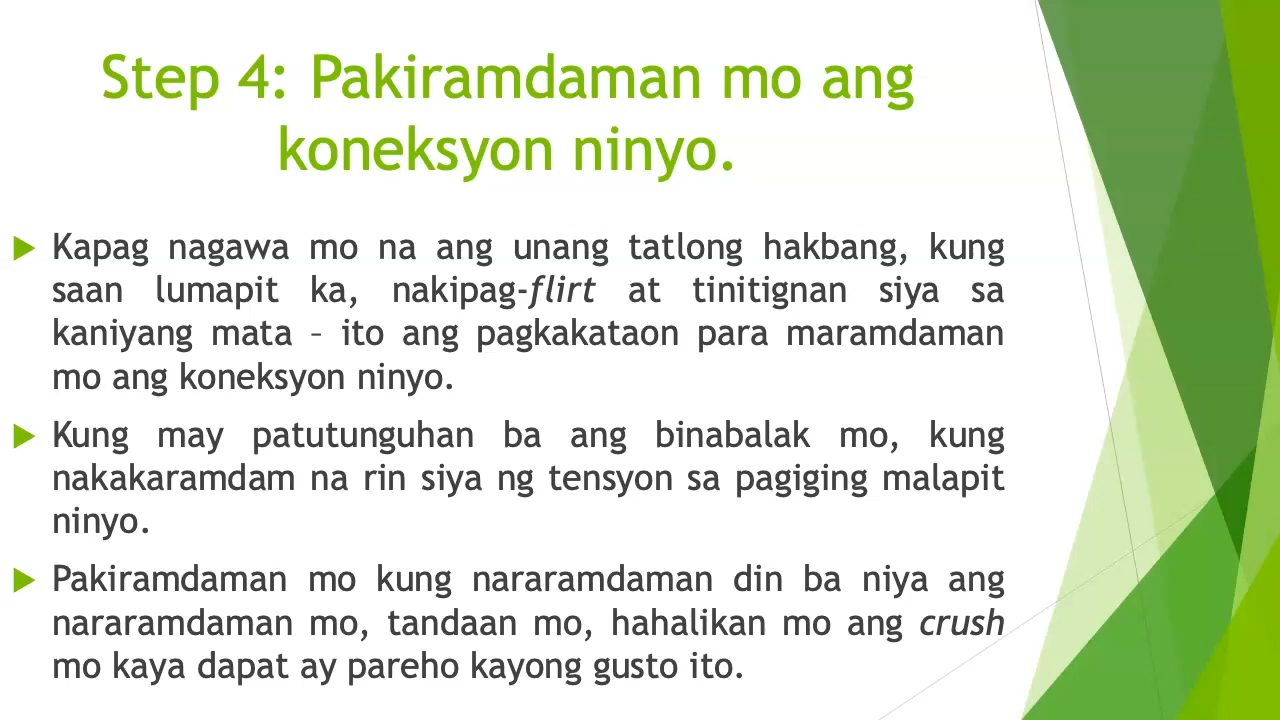 Step 4: Pakiramdaman mo ang
koneksyon ninyo.
Kapag nagawa mo na ang unang tatlong hakbang, kung
saan lumapit ka, nakipag-flirt at tinitignan siya sa
kaniyang mata – ito ang pagkakataon para maramdaman
mo ang koneksyon ninyo.
Kung may patutunguhan ba ang binabalak mo, kung
nakakaramdam na rin siya ng tensyon sa pagiging malapit
ninyo.
Pakiramdaman mo kung nararamdaman din ba niya ang
nararamdaman mo, tandaan mo, hahalikan mo ang crush
mo kaya dapat ay pareho kayong gusto ito.